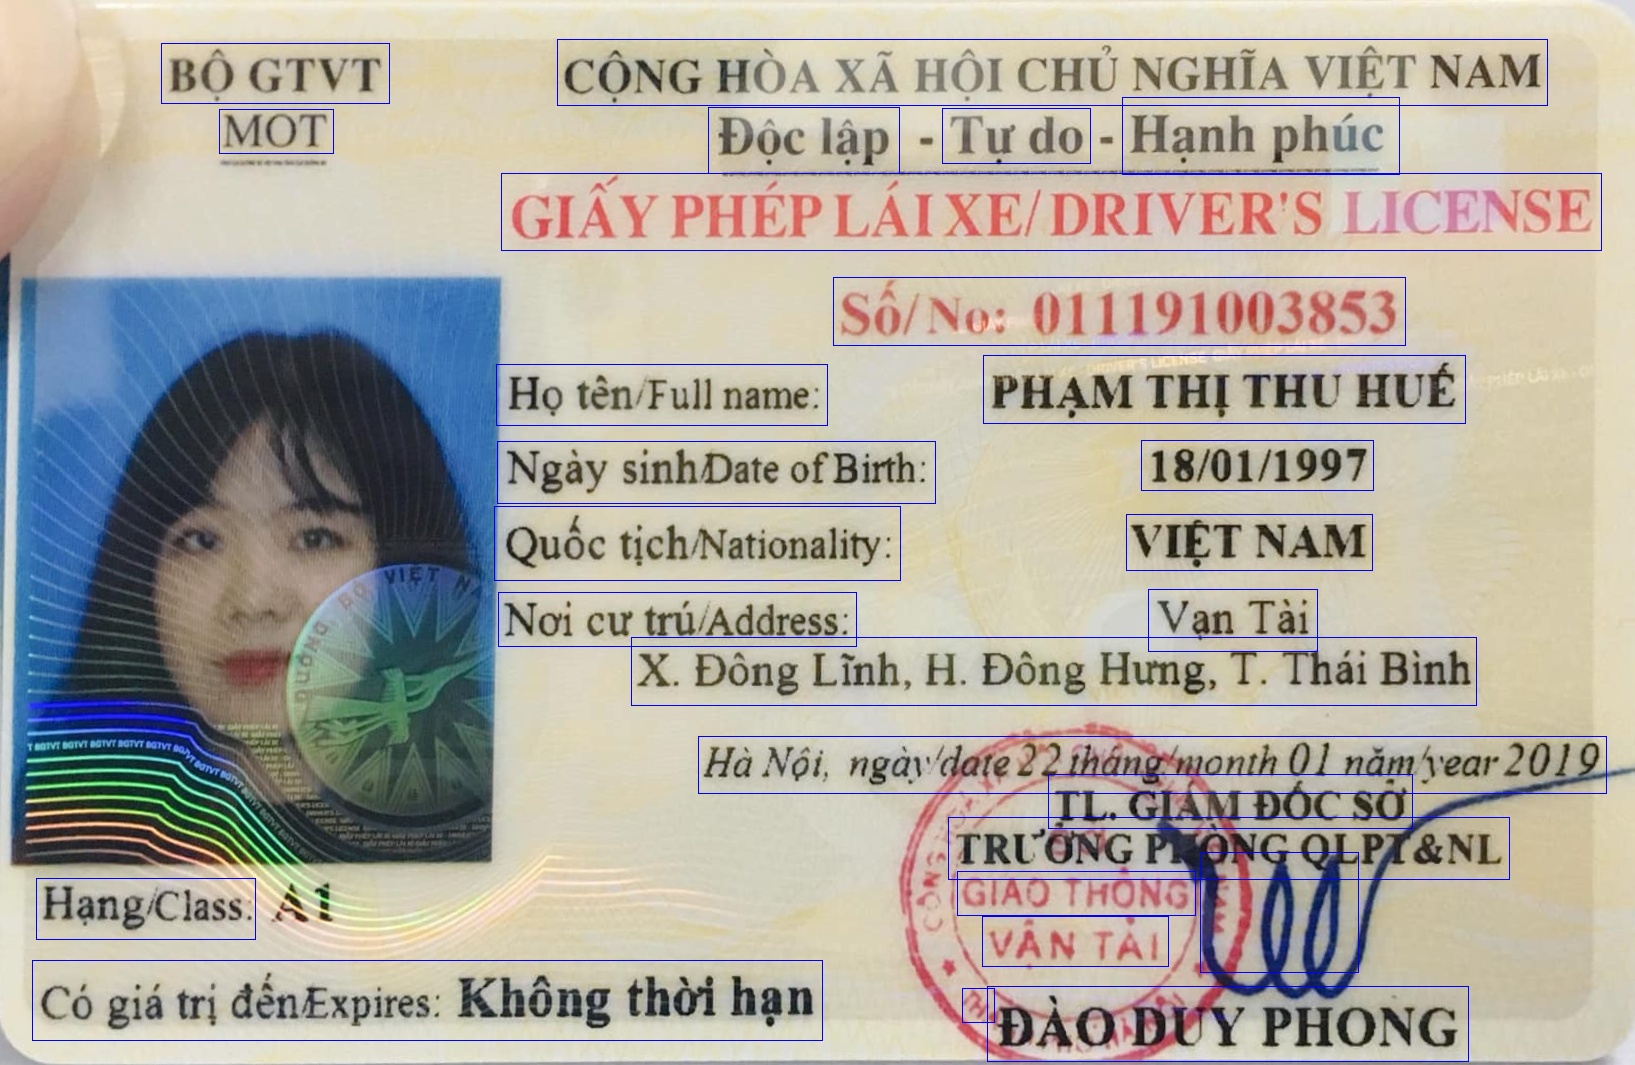 BỘ GTVT
MOT
CỘNG HÒA XÃ HỘI CHỦ NGHĨA VIỆT NAM
Độc lập - Tự do - Hạnh phúc
GIẤY PHÉP LÁI XE/ DRIVER'S LICENSE
Số/ No: 011191003853
Họ tên/Full name: PHẠM THỊ THU HUẾ
Ngày sinh/Date of Birth: 18/01/1997
Quốc tịch/Nationality: VIỆT NAM
Nơi cư trú/Address: Vạn Tài
X. Đông Lĩnh, H. Đông Hưng, T. Thái Bình
Hà Nội, ngày/date 22 tháng/month 01 năm/year 2019
TL. GIÁM ĐỐC SỞ
TRƯỞNG PHÒNG QLPT&NL
GIAO THÔNG
VẬN TẢI
Hạng/Class: A1
Có giá trị đến/Expires: Không thời hạn
ĐÀO DUY PHONG